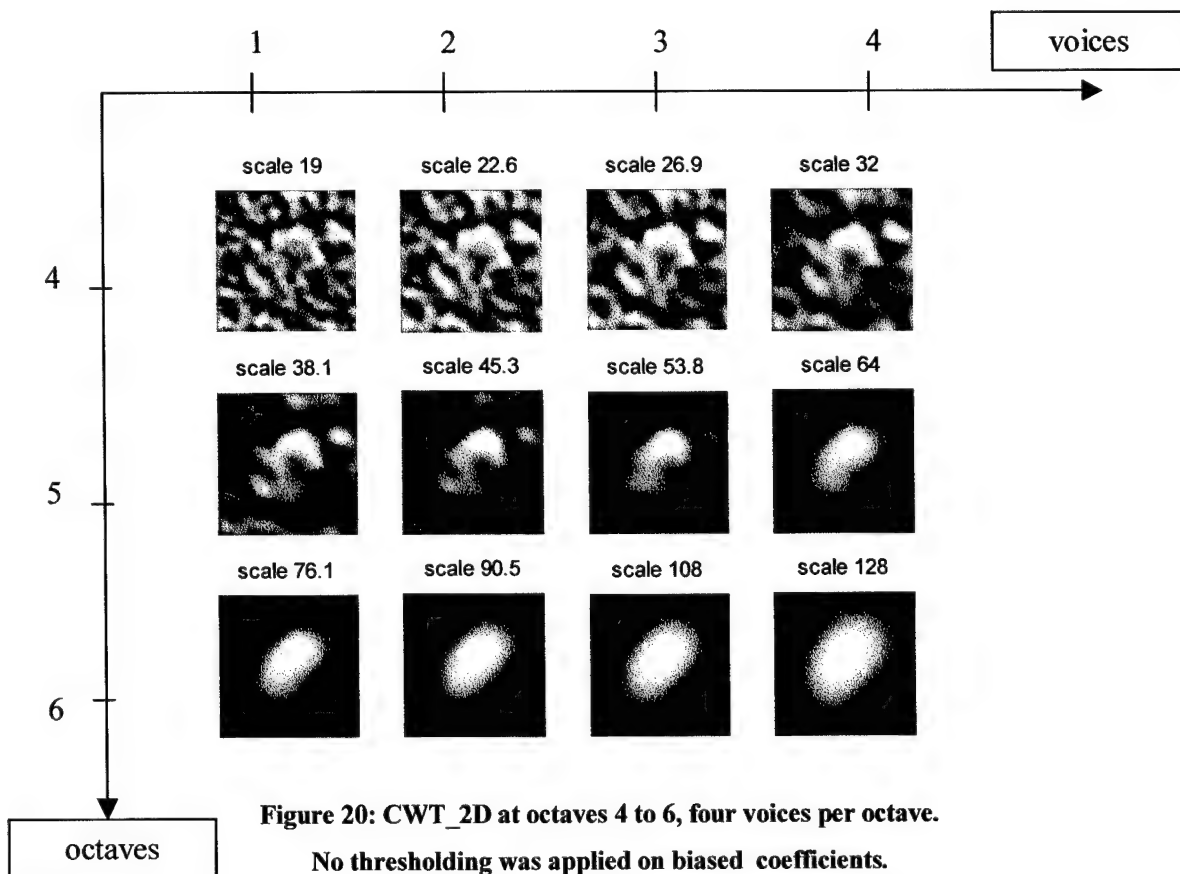 1 2 3 4 voices
scale 19 scale 22.6 scale 26.9 scale 32
4
scale 38.1 scale 45.3 scale 53.8 scale 64
5
scale 76.1 scale 90.5 scale 108 scale 128
6
octaves
Figure 20: CWT_2D at octaves 4 to 6, four voices per octave.
No thresholding was applied on biased coefficients.